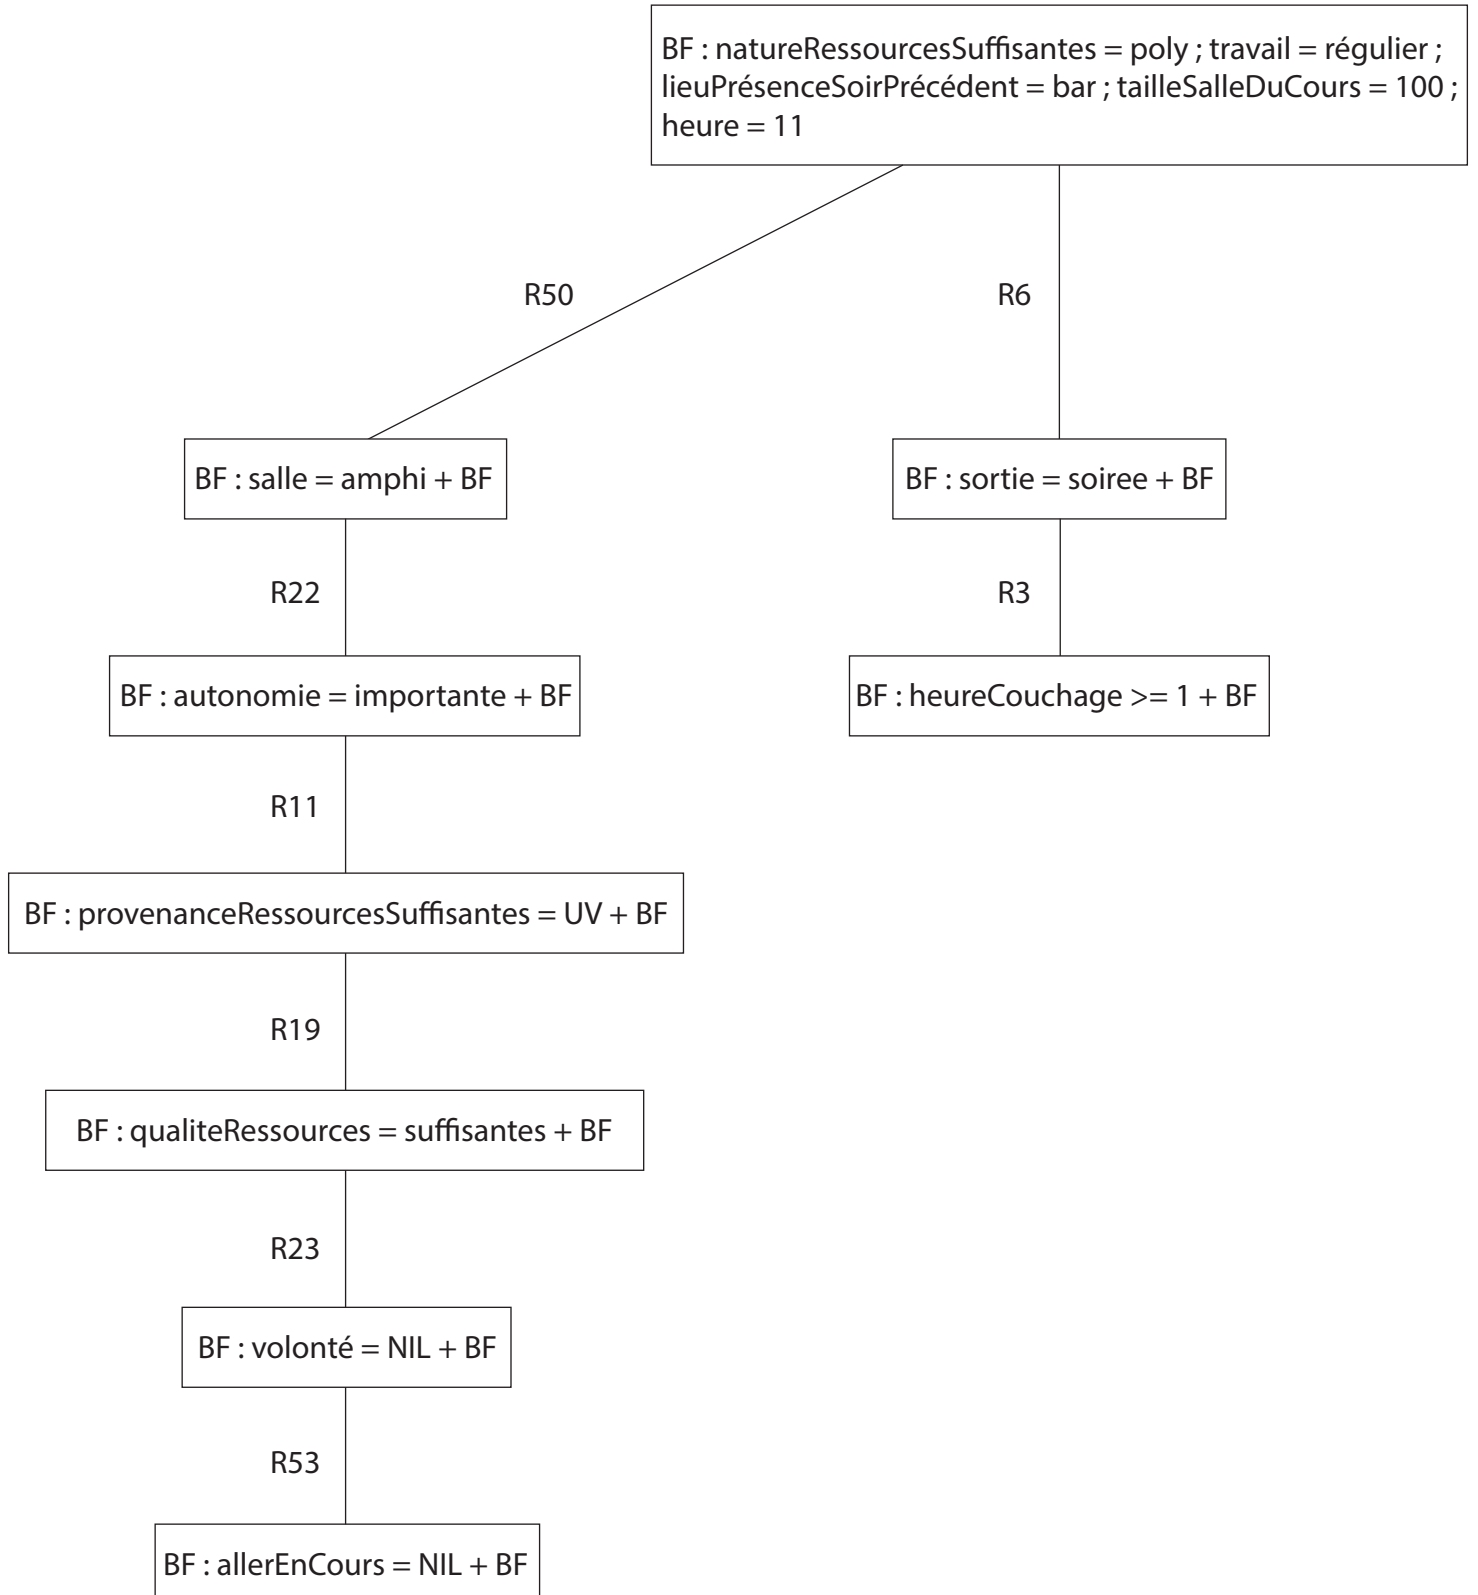 BF : natureRessourcesSuffisantes = poly ; travail = régulier ;
lieuPrésenceSoirPrécédent = bar ; tailleSalleDuCours = 100 ;
heure = 11
R50
R6
BF : salle = amphi + BF
BF : sortie = soiree + BF
R22
R3
BF : autonomie = importante + BF
BF : heureCouchage >= 1 + BF
R11
BF : provenanceRessourcesSuffisantes = UV + BF
R19
BF : qualiteRessources = suffisantes + BF
R23
BF : volonté = NIL + BF
R53
BF : allerEnCours = NIL + BF